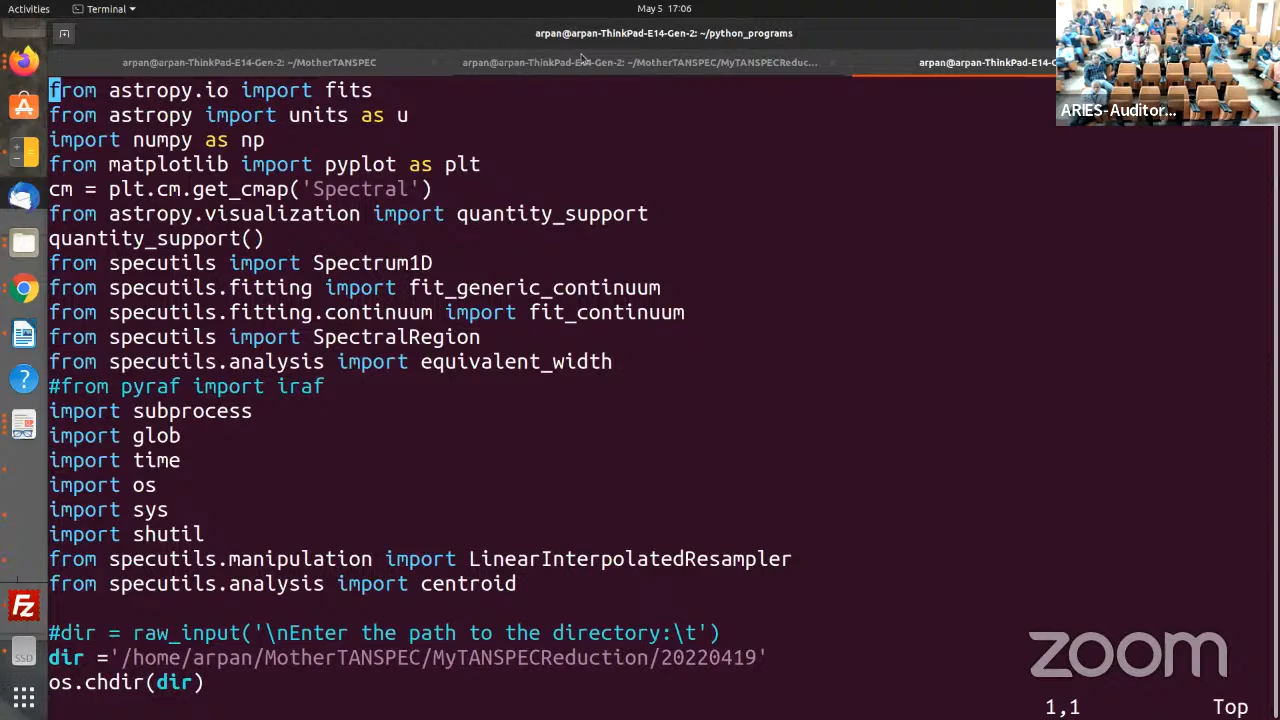 Activities
Terminal
May 5 17:06
arpan@arpan-ThinkPad-E14-Gen-2: ~/python_programs
arpan@arpan-ThinkPad-E14-Gen-2: ~/MotherTANSPEC
arpan@arpan-ThinkPad-E14-Gen-2: ~/MotherTANSPEC/MyTANSPECReduc...
arpan@arpan-ThinkPad-E14-G
ARIES-Auditor...
from astropy.io import fits
from astropy import units as u
import numpy as np
from matplotlib import pyplot as plt
cm = plt.cm.get_cmap('Spectral')
from astropy.visualization import quantity_support
quantity_support()
from specutils import Spectrum1D
from specutils.fitting import fit_generic_continuum
from specutils.fitting.continuum import fit_continuum
from specutils import SpectralRegion
from specutils.analysis import equivalent_width
#from pyraf import iraf
import subprocess
import glob
import time
import os
import sys
import shutil
from specutils.manipulation import LinearInterpolatedResampler
from specutils.analysis import centroid
#dir = raw_input('\nEnter the path to the directory:\t')
dir ='/home/arpan/MotherTANSPEC/MyTANSPECReduction/20220419'
os.chdir(dir)
1,1
Top
zoom
Fz
SSD